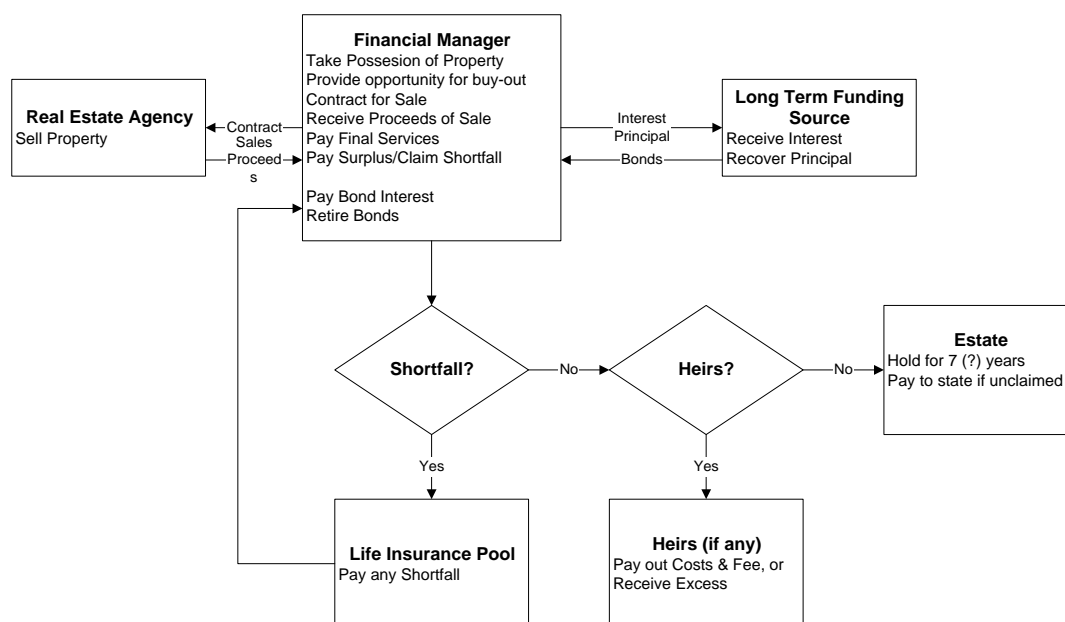 Financial Manager
Take Possesion of Property
Provide opportunity for buy-out
Contract for Sale
Receive Proceeds of Sale
Pay Final Services
Pay Surplus/Claim Shortfall
Pay Bond Interest
Retire Bonds
Real Estate Agency
Sell Property
Contract
Sales
Proceed
s
Interest
Principal
Bonds
Long Term Funding
Source
Receive Interest
Recover Principal
Shortfall?
No
Heirs?
No
Estate
Hold for 7 (?) years
Pay to state if unclaimed
Yes
Yes
Life Insurance Pool
Pay any Shortfall
Heirs (if any)
Pay out Costs & Fee, or
Receive Excess